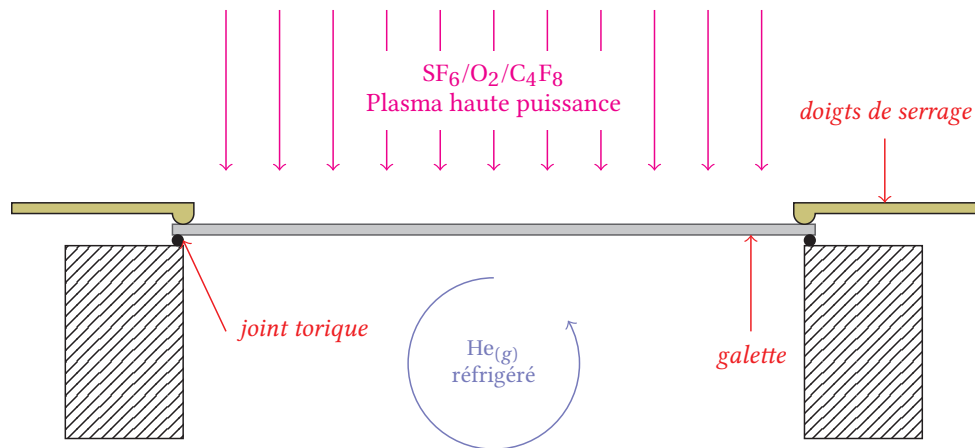 SF₆/O₂/C₄F₈
Plasma haute puissance
doigts de serrage
joint torique
He₍g₎
réfrigéré
galette